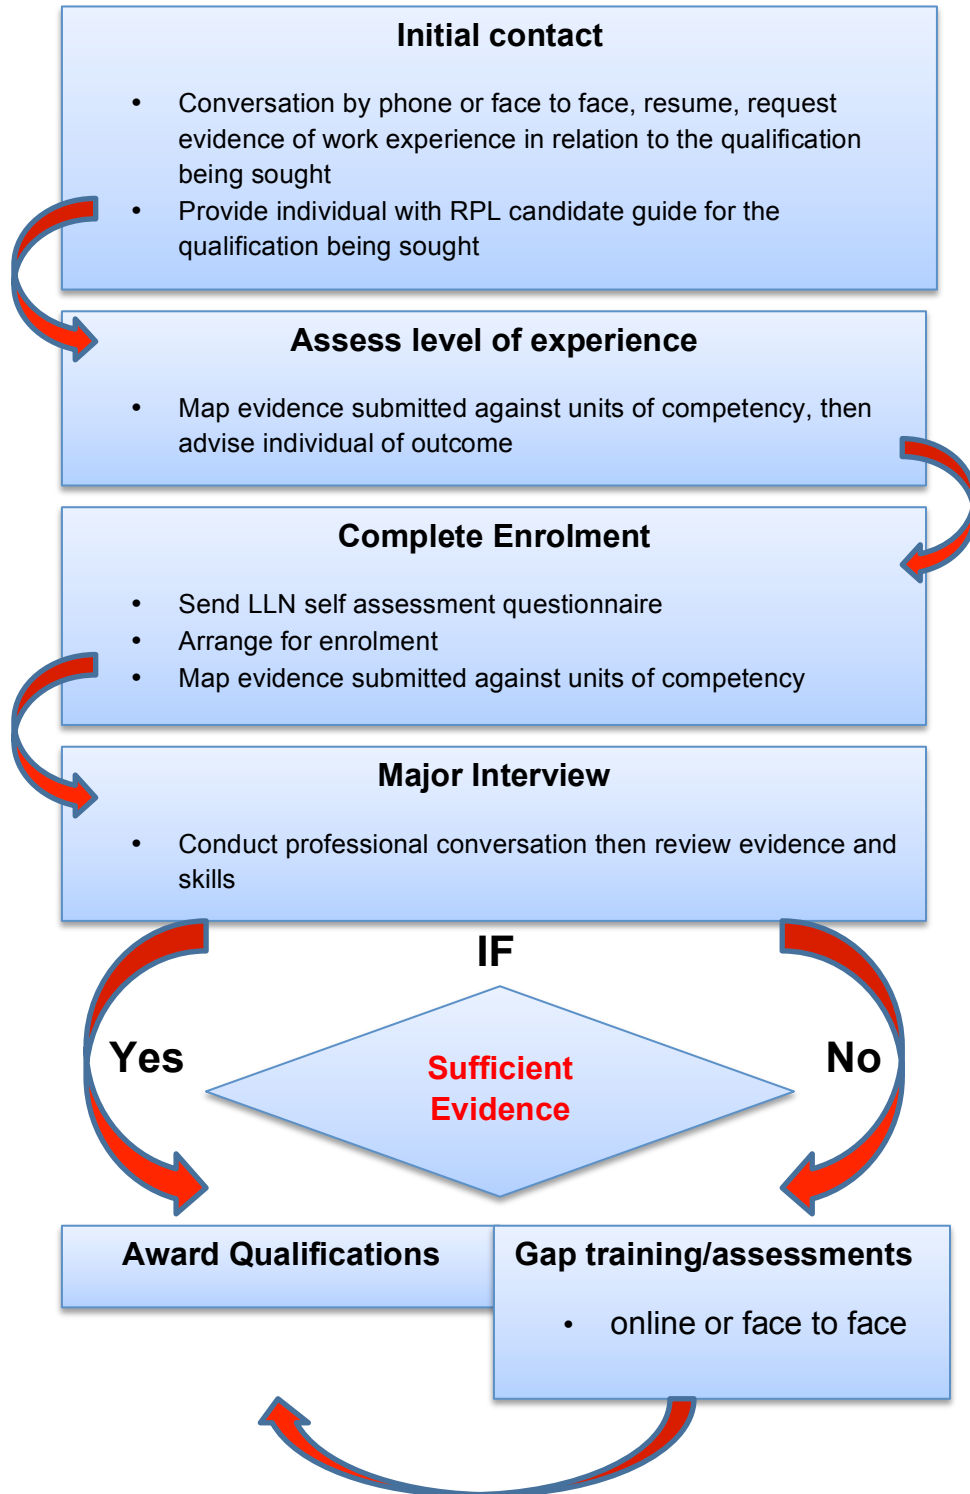 Initial contact
• Conversation by phone or face to face, resume, request
evidence of work experience in relation to the qualification
being sought
• Provide individual with RPL candidate guide for the
qualification being sought
Assess level of experience
• Map evidence submitted against units of competency, then
advise individual of outcome
Complete Enrolment
• Send LLN self assessment questionnaire
• Arrange for enrolment
• Map evidence submitted against units of competency
Major Interview
• Conduct professional conversation then review evidence and
skills
IF
Yes
Sufficient
Evidence
No
Award Qualifications
Gap training/assessments
• online or face to face